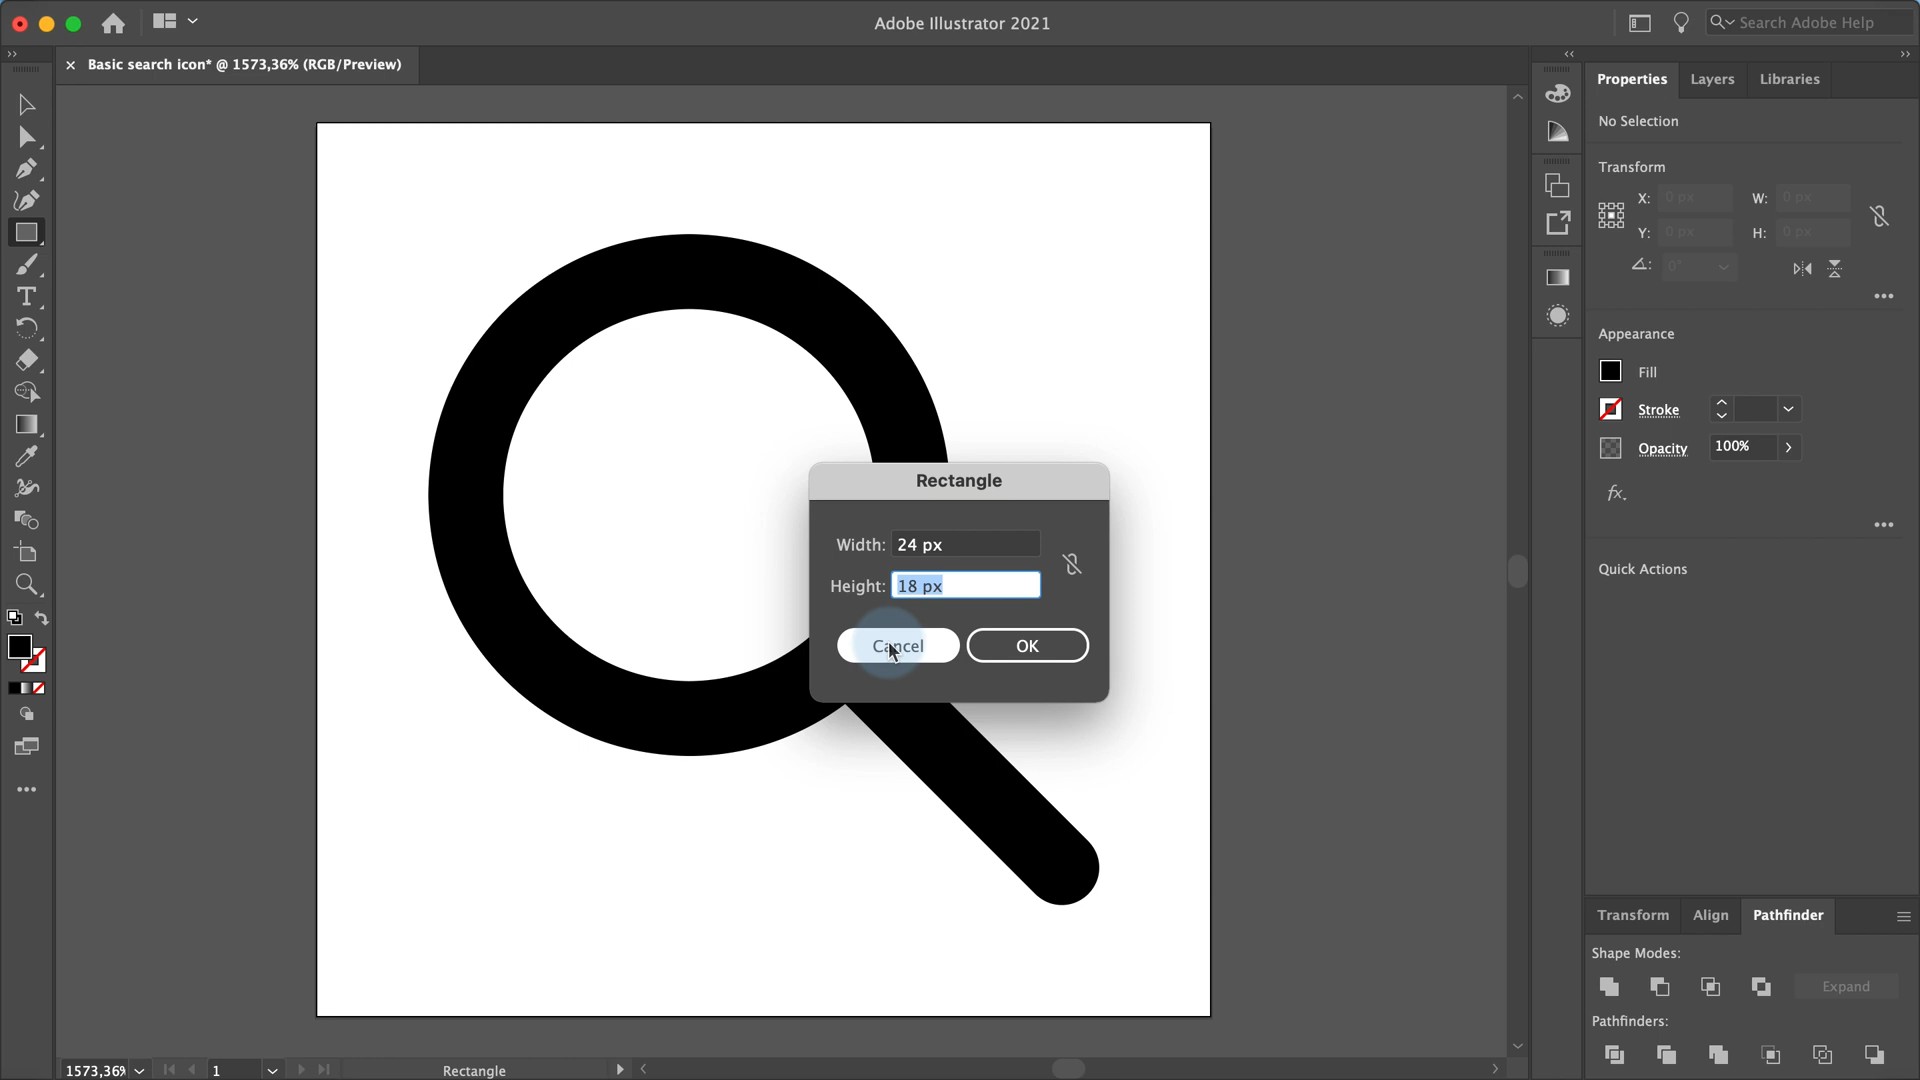 Adobe Illustrator 2021
Search Adobe Help
Basic search icon* @ 1573,36% (RGB/Preview)
Properties
Layers
Libraries
No Selection
Transform
X: 0 px
W: 0 px
Y: 0 px
H: 0 px
0°
Appearance
Fill
Stroke
Opacity
100%
fx.
Quick Actions
Rectangle
Width: 24 px
Height: 18 px
Cancel
OK
Transform
Align
Pathfinder
Shape Modes:
Expand
Pathfinders:
1573,36%
1
Rectangle